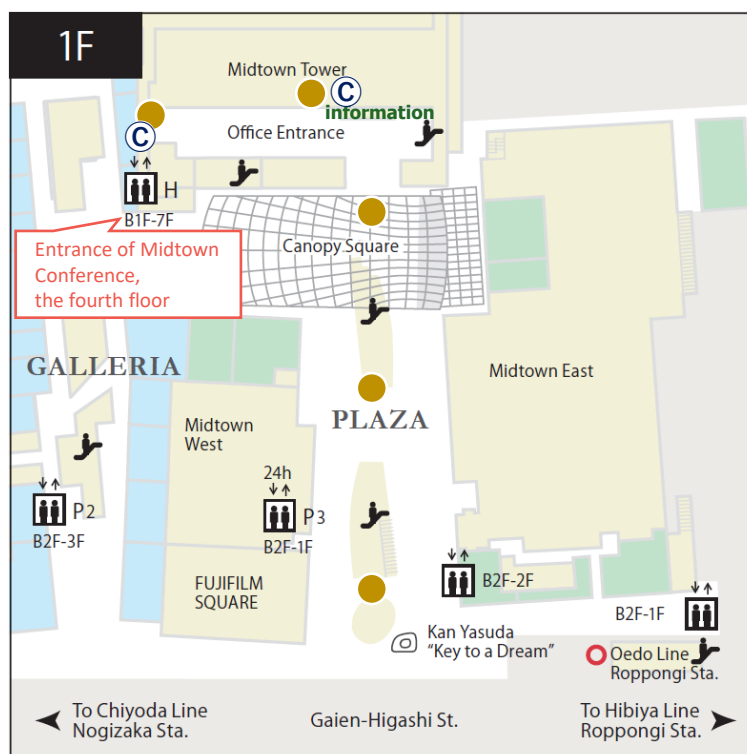 1F
Midtown Tower
C
information
Office Entrance
C
H
B1F-7F
Entrance of Midtown
Conference,
the fourth floor
Canopy Square
GALLERIA
Midtown East
PLAZA
Midtown
West
24h
P2
B2F-3F
P3
B2F-1F
FUJIFILM
SQUARE
B2F-2F
B2F-1F
Kan Yasuda
“Key to a Dream”
Oedo Line
Roppongi Sta.
To Chiyoda Line
Nogizaka Sta.
Gaien-Higashi St.
To Hibiya Line
Roppongi Sta.